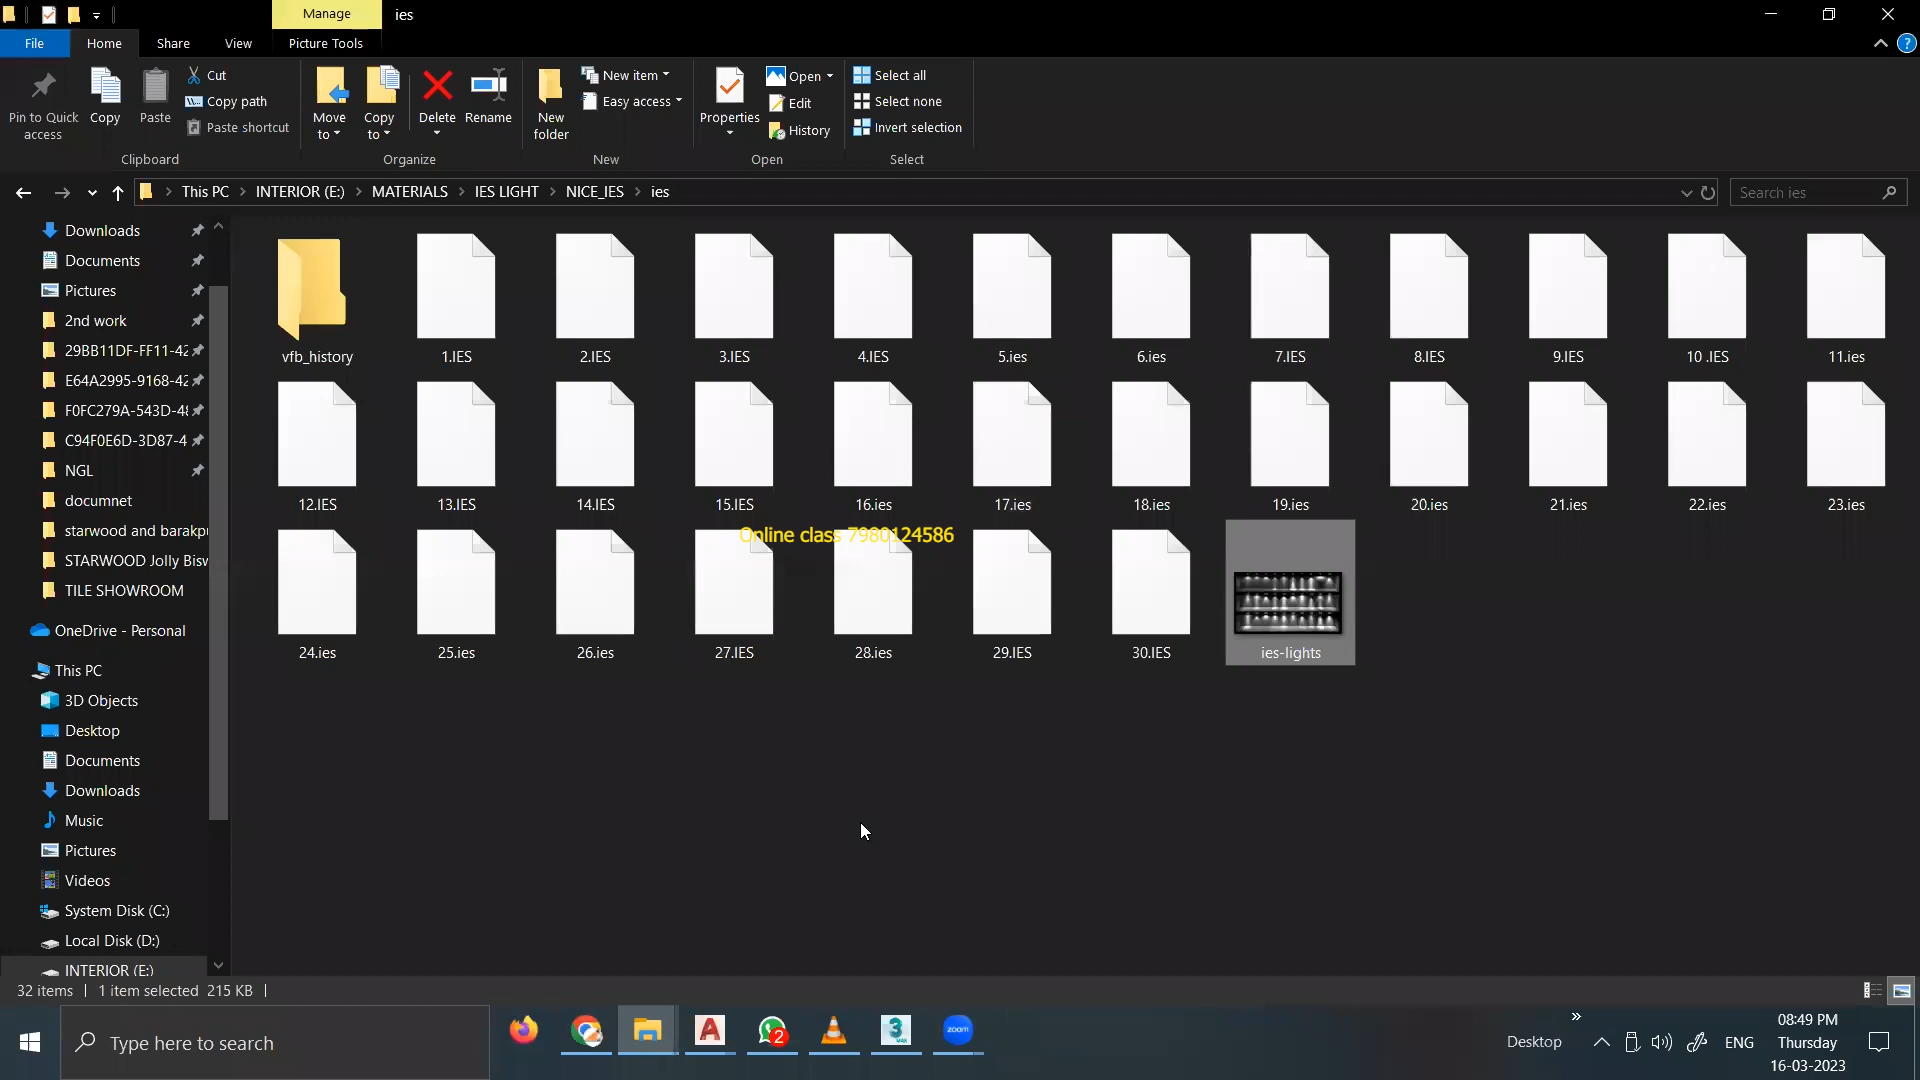 Manage
ies
File
Home
Share
View
Picture Tools
Pin to Quick access
Copy
Paste
Cut
Copy path
Paste shortcut
Clipboard
Move to
Copy to
Delete
Rename
Organize
New folder
New item
Easy access
New
Properties
Open
Edit
History
Open
Select all
Select none
Invert selection
Select
This PC > INTERIOR (E:) > MATERIALS > IES LIGHT > NICE_IES > ies
Search ies
Downloads
Documents
Pictures
2nd work
29BB11DF-FF11-42
E64A2995-9168-42
F0FC279A-543D-48
C94F0E6D-3D87-4
NGL
documnet
starwood and barakpu
STARWOOD Jolly Bisw
TILE SHOWROOM
OneDrive - Personal
This PC
3D Objects
Desktop
Documents
Downloads
Music
Pictures
Videos
System Disk (C:)
Local Disk (D:)
INTERIOR (E:)
vfb_history
1.IES
2.IES
3.IES
4.IES
5.ies
6.ies
7.IES
8.IES
9.IES
10 .IES
11.ies
12.IES
13.IES
14.IES
15.IES
16.ies
17.ies
18.ies
19.ies
20.ies
21.ies
22.ies
23.ies
Online class 7980124586
24.ies
25.ies
26.ies
27.IES
28.ies
29.IES
30.IES
ies-lights
32 items
1 item selected 215 KB
Type here to search
A
2
3
MAX
zoom
Desktop
ENG
08:49 PM
Thursday
16-03-2023